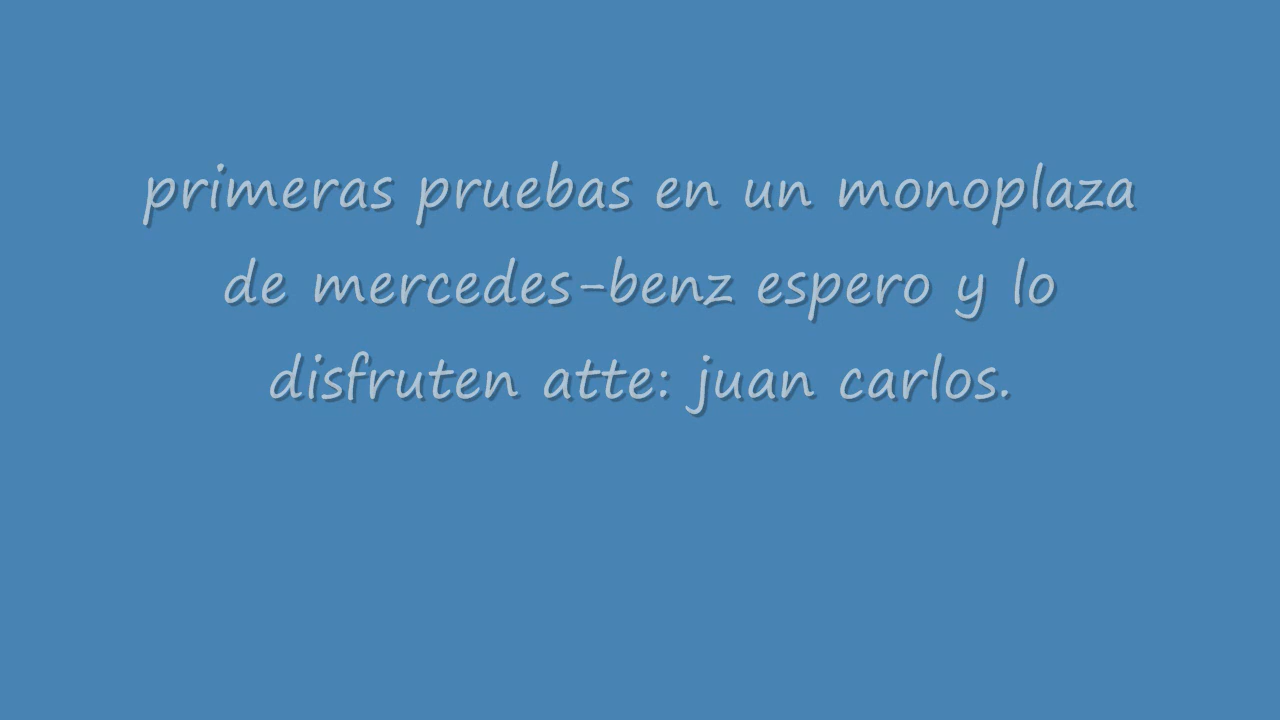 primeras pruebas en un monoplaza
de mercedes-benz espero y lo
disfruten atte: juan carlos.